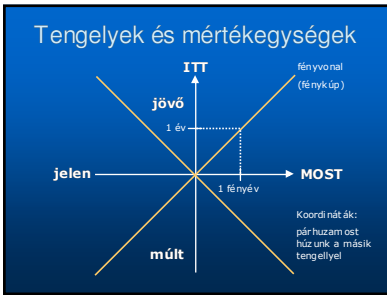 Tengelyek és mértékegységek
ITT
fényvonal
(fénykúp)
jövő
1 év
jelen
MOST
1 fényév
Koordináták:
párhuzamost
húzunk a másik
tengellyel
múlt